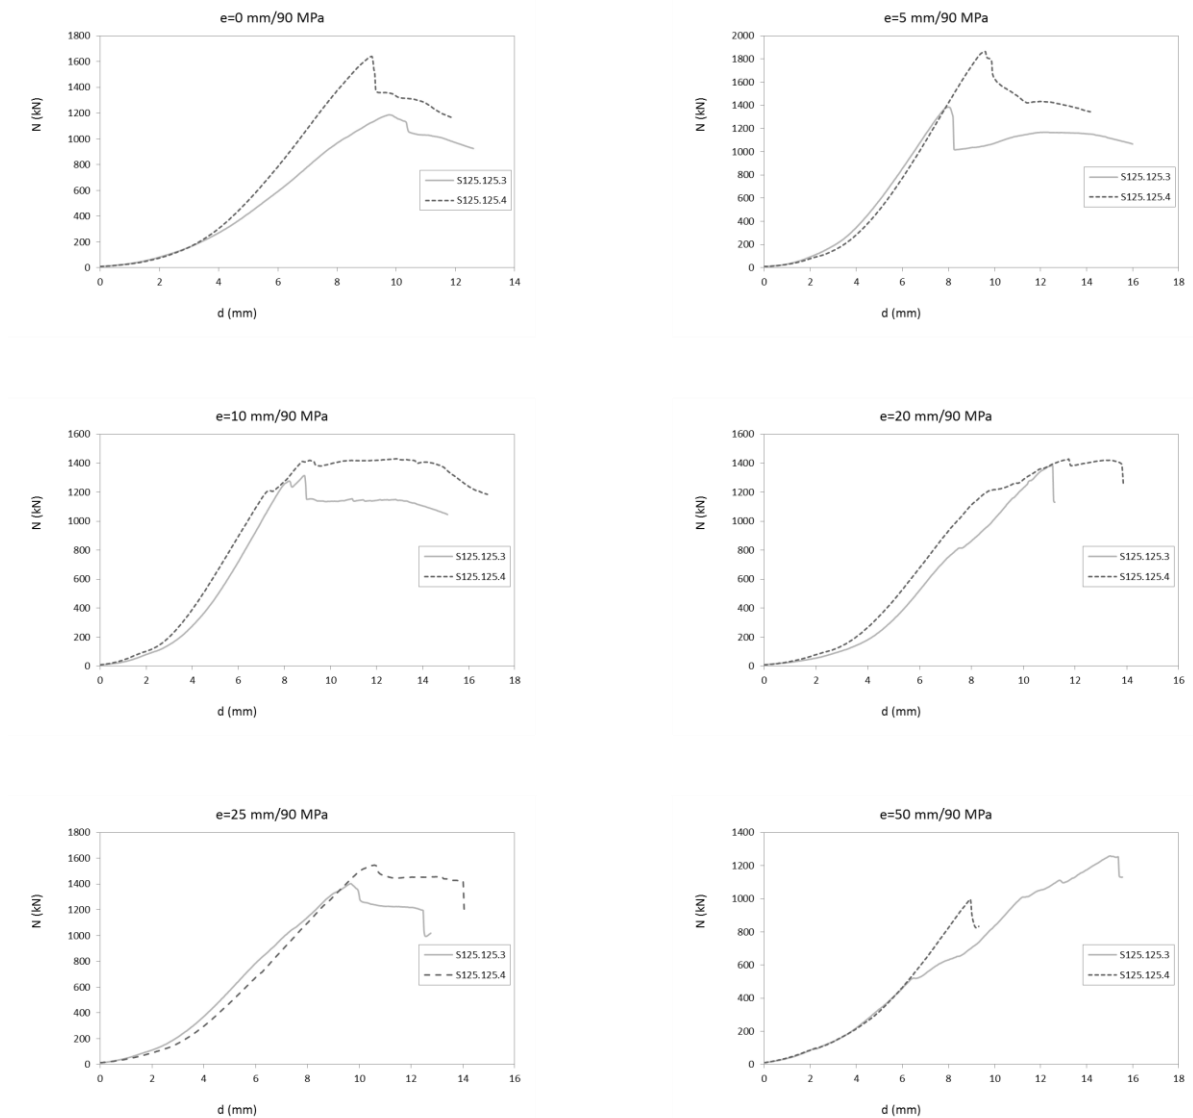 e=0 mm/90 MPa
N (kN)
1800
1600
1400
1200
1000
800
600
400
200
0
0 2 4 6 8 10 12 14
d (mm)
S125.125.3
S125.125.4
e=5 mm/90 MPa
N (kN)
2000
1800
1600
1400
1200
1000
800
600
400
200
0
0 2 4 6 8 10 12 14 16 18
d (mm)
S125.125.3
S125.125.4
e=10 mm/90 MPa
N (kN)
1600
1400
1200
1000
800
600
400
200
0
0 2 4 6 8 10 12 14 16 18
d (mm)
S125.125.3
S125.125.4
e=20 mm/90 MPa
N (kN)
1600
1400
1200
1000
800
600
400
200
0
0 2 4 6 8 10 12 14 16
d (mm)
S125.125.3
S125.125.4
e=25 mm/90 MPa
N (kN)
1800
1600
1400
1200
1000
800
600
400
200
0
0 2 4 6 8 10 12 14 16
d (mm)
S125.125.3
S125.125.4
e=50 mm/90 MPa
N (kN)
1400
1200
1000
800
600
400
200
0
0 2 4 6 8 10 12 14 16 18
d (mm)
S125.125.3
S125.125.4